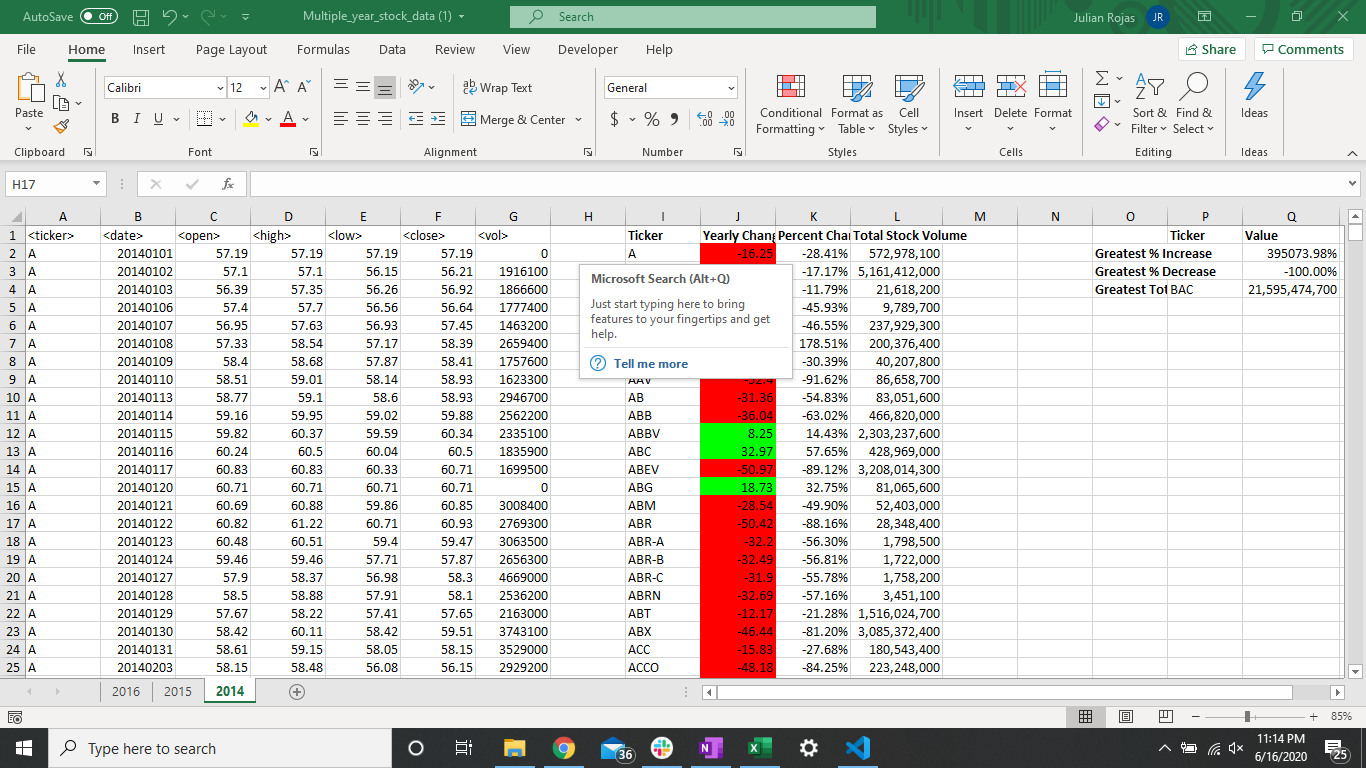 AutoSave Off Multiple_year_stock_data (1) Search Julian Rojas JR
File Home Insert Page Layout Formulas Data Review View Developer Help Share Comments
Paste Calibri 12 Wrap Text General Conditional Formatting Format as Table Cell Styles Insert Delete Format Sort & Filter Find & Select Ideas
B I U Merge & Center $ %
Clipboard Font Alignment Number Styles Cells Editing Ideas
H17 fx
A B C D E F G H I J K L M N O P Q
1 <ticker> <date> <open> <high> <low> <close> <vol> Ticker Yearly Chang Percent Chan Total Stock Volume Ticker Value
2 A 20140101 57.19 57.19 57.19 57.19 0 A -16.25 -28.41% 572,978,100 Greatest % Increase 395073.98%
3 A 20140102 57.1 57.1 56.15 56.21 1916100 -17.17% 5,161,412,000 Greatest % Decrease -100.00%
4 A 20140103 56.39 57.35 56.26 56.92 1866600 -11.79% 21,618,200 Greatest Tot BAC 21,595,474,700
5 A 20140106 57.4 57.7 56.56 56.64 1777400 -45.93% 9,789,700
6 A 20140107 56.95 57.63 56.93 57.45 1463200 -46.55% 237,929,300
7 A 20140108 57.33 58.54 57.17 58.39 2659400 178.51% 200,376,400
8 A 20140109 58.4 58.68 57.87 58.41 1757600 -30.39% 40,207,800
9 A 20140110 58.51 59.01 58.14 58.93 1623300 AAV -52.4 -91.62% 86,658,700
10 A 20140113 58.77 59.1 58.6 58.93 2946700 AB -31.36 -54.83% 83,051,600
11 A 20140114 59.16 59.95 59.02 59.88 2562200 ABB -36.04 -63.02% 466,820,000
12 A 20140115 59.82 60.37 59.59 60.34 2335100 ABBV 8.25 14.43% 2,303,237,600
13 A 20140116 60.24 60.5 60.04 60.5 1835900 ABC 32.97 57.65% 428,969,000
14 A 20140117 60.83 60.83 60.33 60.71 1699500 ABEV -50.97 -89.12% 3,208,014,300
15 A 20140120 60.71 60.71 60.71 60.71 0 ABG 18.73 32.75% 81,065,600
16 A 20140121 60.69 60.88 59.86 60.85 3008400 ABM -28.54 -49.90% 52,403,000
17 A 20140122 60.82 61.22 60.71 60.93 2769300 ABR -50.42 -88.16% 28,348,400
18 A 20140123 60.48 60.51 59.4 59.47 3063500 ABR-A -32.2 -56.30% 1,798,500
19 A 20140124 59.46 59.46 57.71 57.87 2656300 ABR-B -32.49 -56.81% 1,722,000
20 A 20140127 57.9 58.37 56.98 58.3 4669000 ABR-C -31.9 -55.78% 1,758,200
21 A 20140128 58.5 58.88 57.91 58.1 2536200 ABRN -32.69 -57.16% 3,451,100
22 A 20140129 57.67 58.22 57.41 57.65 2163000 ABT -12.17 -21.28% 1,516,024,700
23 A 20140130 58.42 60.11 58.42 59.51 3743100 ABX -46.44 -81.20% 3,085,372,400
24 A 20140131 58.61 59.15 58.05 58.15 3529000 ACC -15.83 -27.68% 180,543,400
25 A 20140203 58.15 58.48 56.08 56.15 2929200 ACCO -48.18 -84.25% 223,248,000
Microsoft Search (Alt+Q)
Just start typing here to bring
features to your fingertips and get
help.
Tell me more
2016 2015 2014
85%
Type here to search 36 11:14 PM
6/16/2020 25